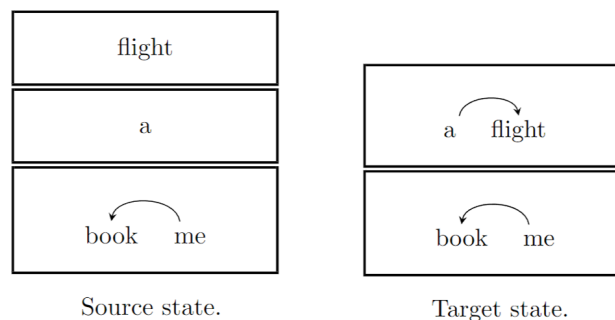 flight
a
book me
Source state.
a flight
book me
Target state.